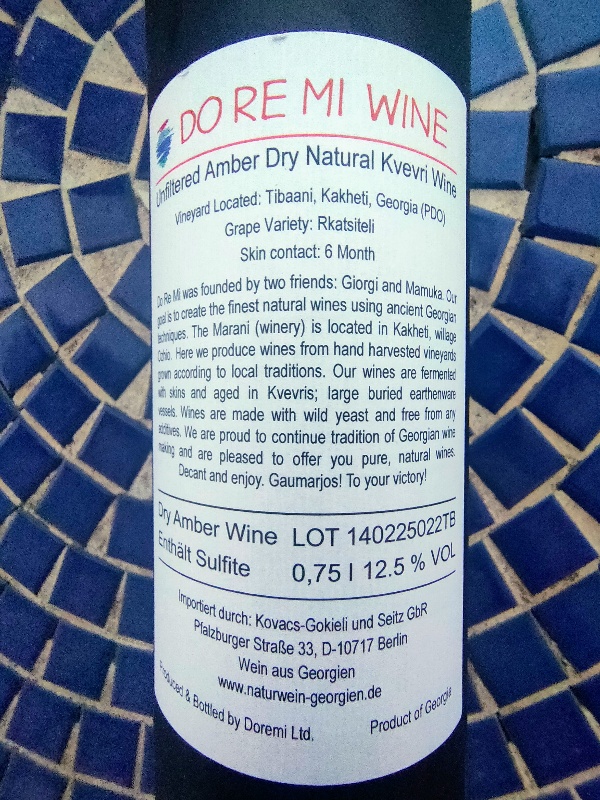 DO RE MI WINE
Unfiltered Amber Dry Natural Kvevri Wine
Vineyard Located: Tibaani, Kakheti, Georgia (PDO)
Grape Variety: Rkatsiteli
Skin contact: 6 Month
Do Re Mi was founded by two friends: Giorgi and Mamuka. Our
goal is to create the finest natural wines using ancient Georgian
techniques. The Marani (winery) is located in Kakheti, willage
Here we produce wines from hand harvested vineyards
grown according to local traditions. Our wines are fermented
with skins and aged in Kvevris; large buried earthenware
vessels. Wines are made with wild yeast and free from any
additives. We are proud to continue tradition of Georgian wine
making and are pleased to offer you pure, natural wines.
Decant and enjoy. Gaumarjos! To your victory!
Dry Amber Wine LOT 140225022TB
Enthält Sulfite 0,75 l 12.5 % VOL
Importiert durch: Kovacs-Gokieli und Seitz GbR
Pfalzburger Straße 33, D-10717 Berlin
Wein aus Georgien
www.naturwein-georgien.de
Produced & Bottled by Doremi Ltd. Product of Georgia